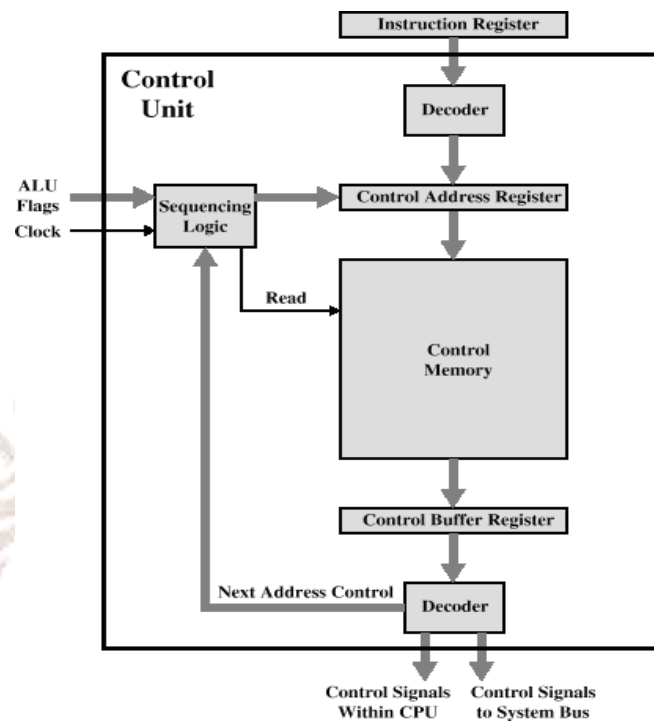 Instruction Register
Control
Unit
Decoder
ALU
Flags
Sequencing
Logic
Control Address Register
Clock
Read
Control
Memory
Control Buffer Register
Next Address Control
Decoder
Control Signals
Within CPU
Control Signals
to System Bus